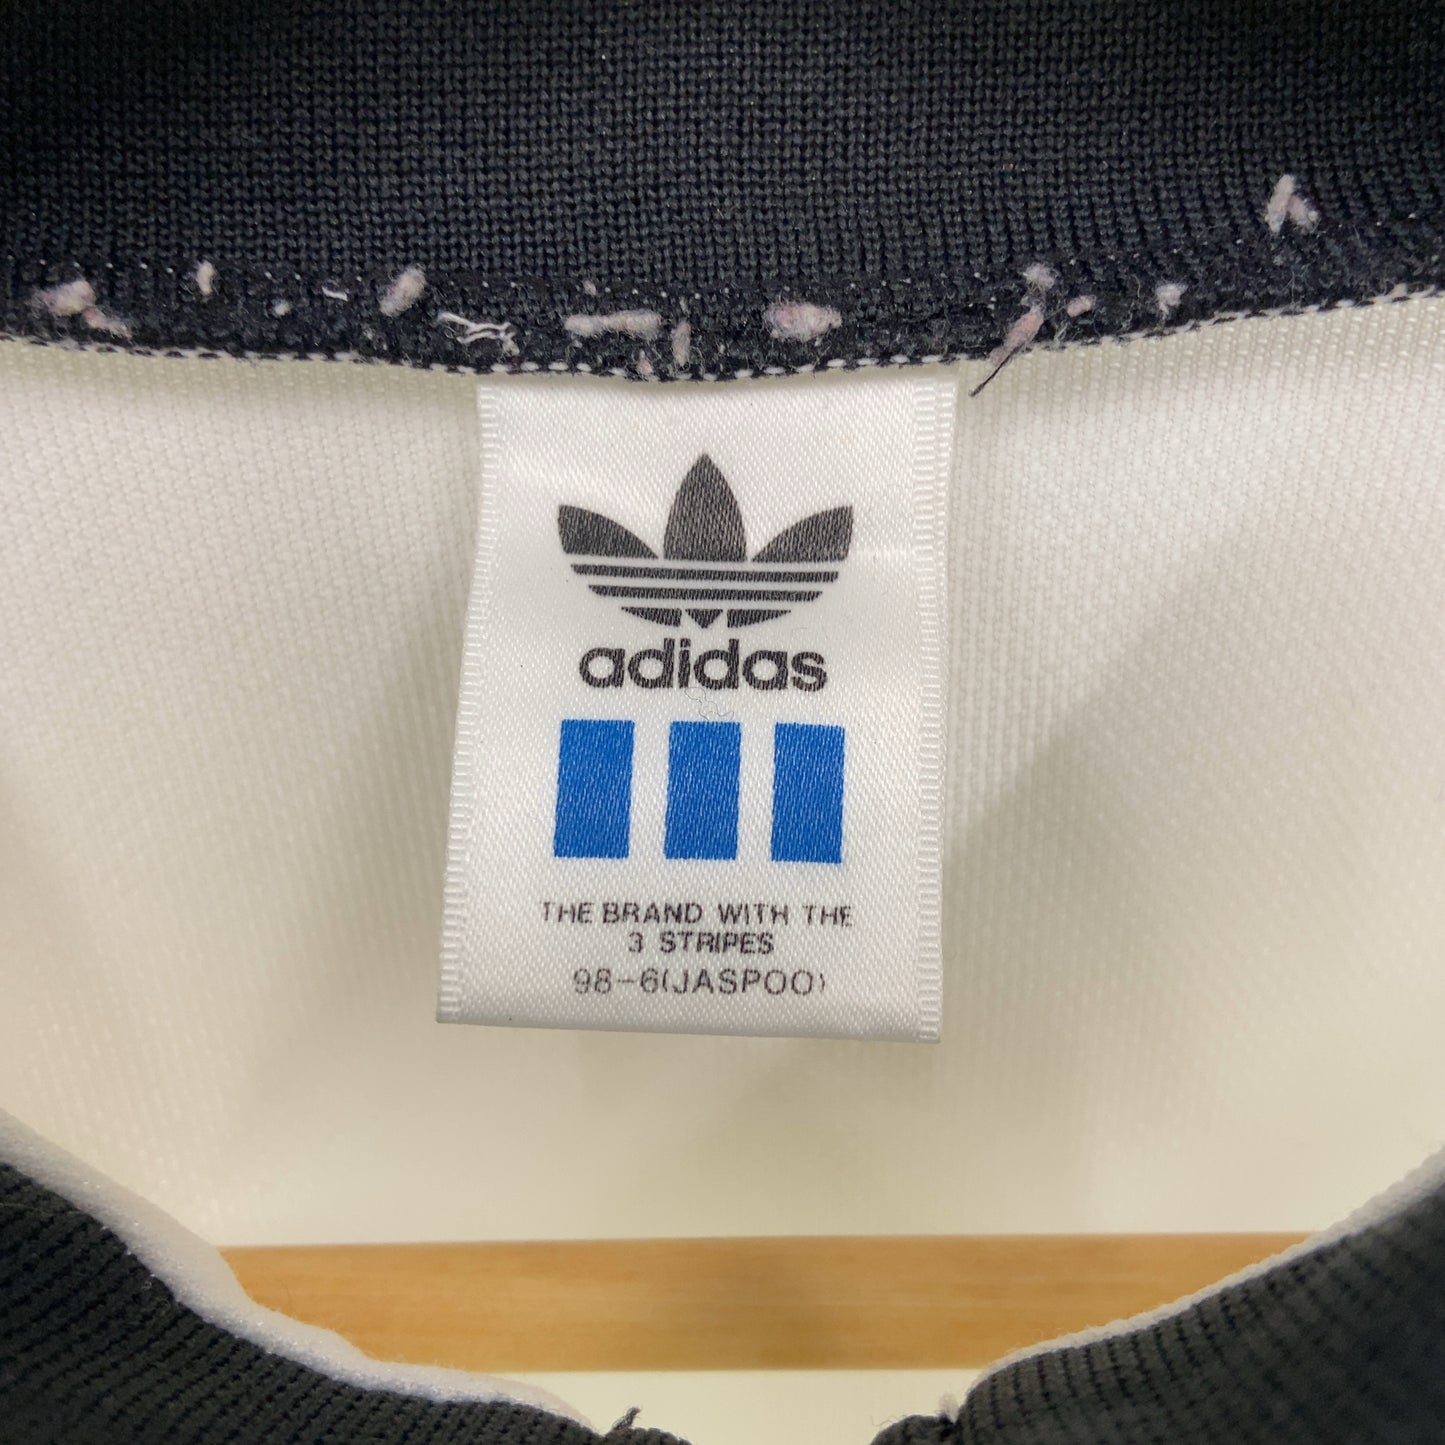 adidas
THE BRAND WITH THE
3 STRIPES
98-6(JASPOO)